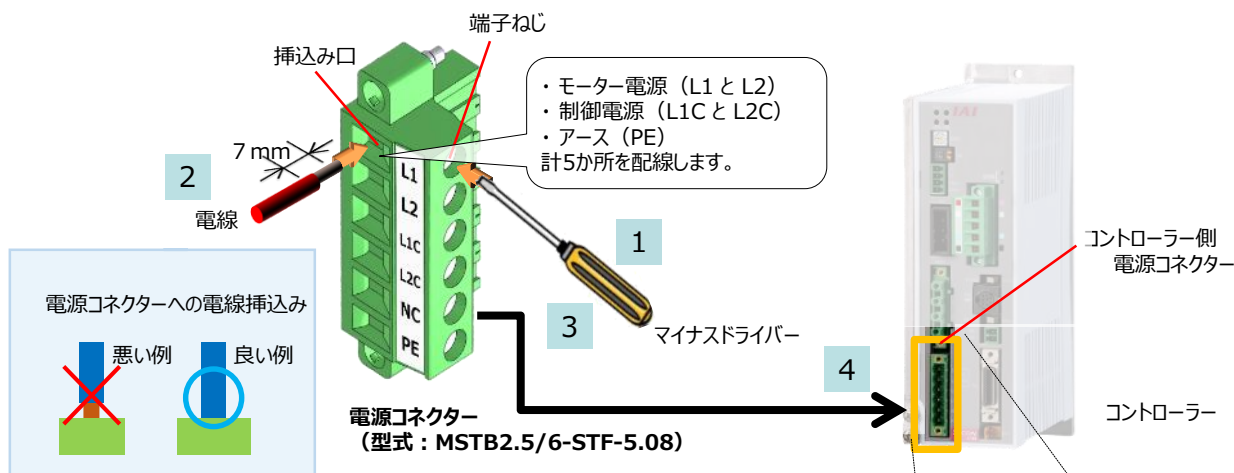 端子ねじ
挿込み口
・モーター電源（L1 と L2）
・制御電源（L1C と L2C）
・アース（PE）
計5か所を配線します。
7 mm
2
電線
L1
L2
L1C
L2C
NC
PE
1
3
マイナスドライバー
電源コネクターへの電線挿込み
悪い例
良い例
電源コネクター
（型式：MSTB2.5/6-STF-5.08）
4
IAI
コントローラー側
電源コネクター
コントローラー